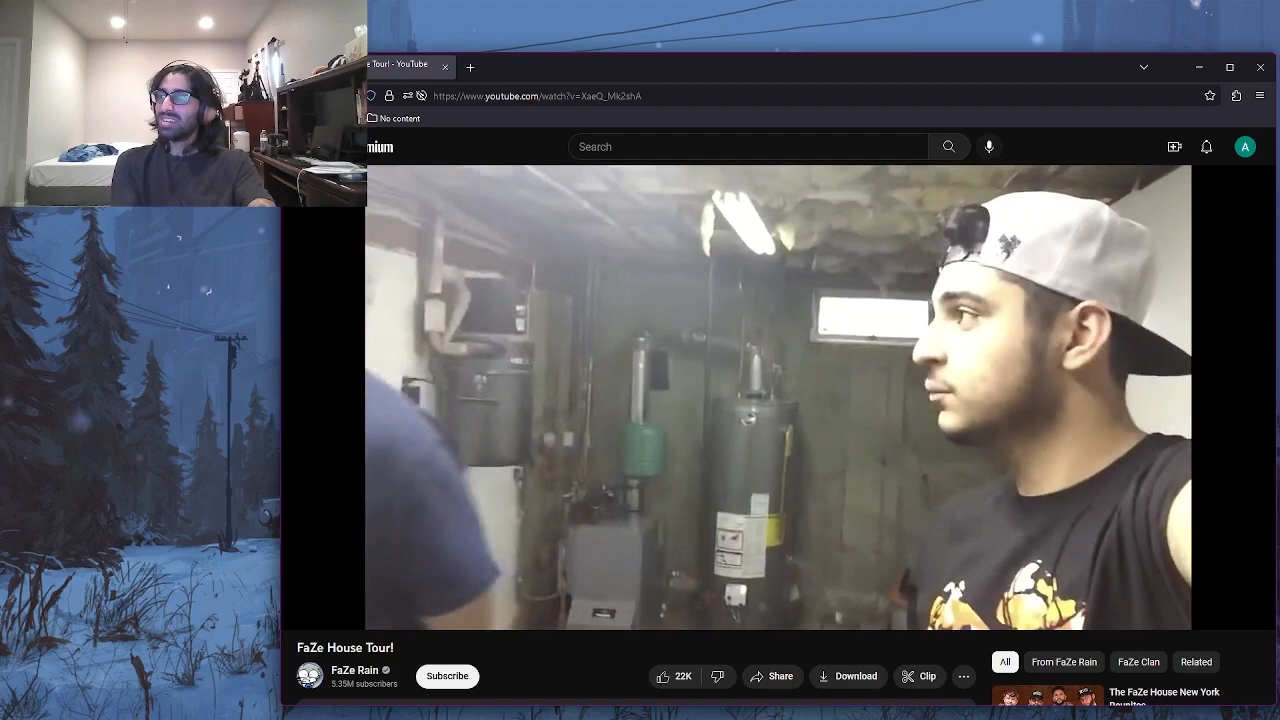 e Tour! - YouTube
https://www.youtube.com/watch?v=XaeQ_Mk2shA
No content
mium
Search
A
FaZe House Tour!
FaZe Rain
5.35M subscribers
Subscribe
22K
Share
Download
Clip
All
From FaZe Rain
FaZe Clan
Related
The FaZe House New York
Reunites